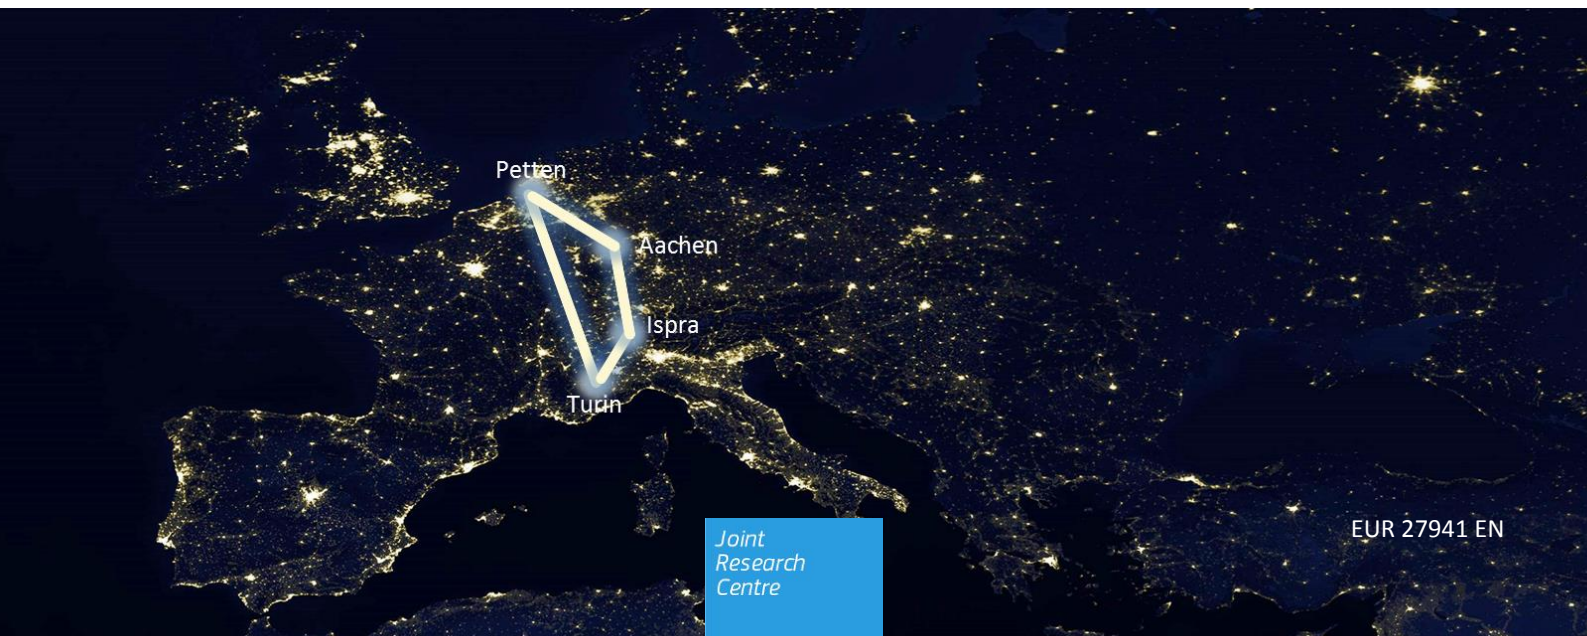 Petten
Aachen
Ispra
Turin
EUR 27941 EN
Joint
Research
Centre